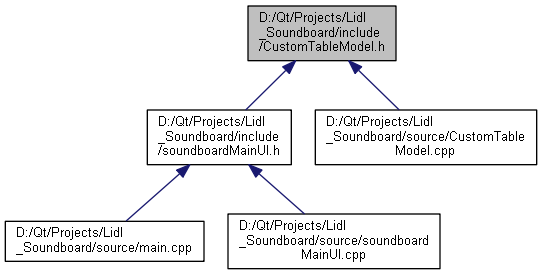 D:/Qt/Projects/Lidl
_Soundboard/include
/CustomTableModel.h
D:/Qt/Projects/Lidl
_Soundboard/include
/soundboardMainUI.h
D:/Qt/Projects/Lidl
_Soundboard/source/CustomTable
Model.cpp
D:/Qt/Projects/Lidl
_Soundboard/source/main.cpp
D:/Qt/Projects/Lidl
_Soundboard/source/soundboard
MainUI.cpp